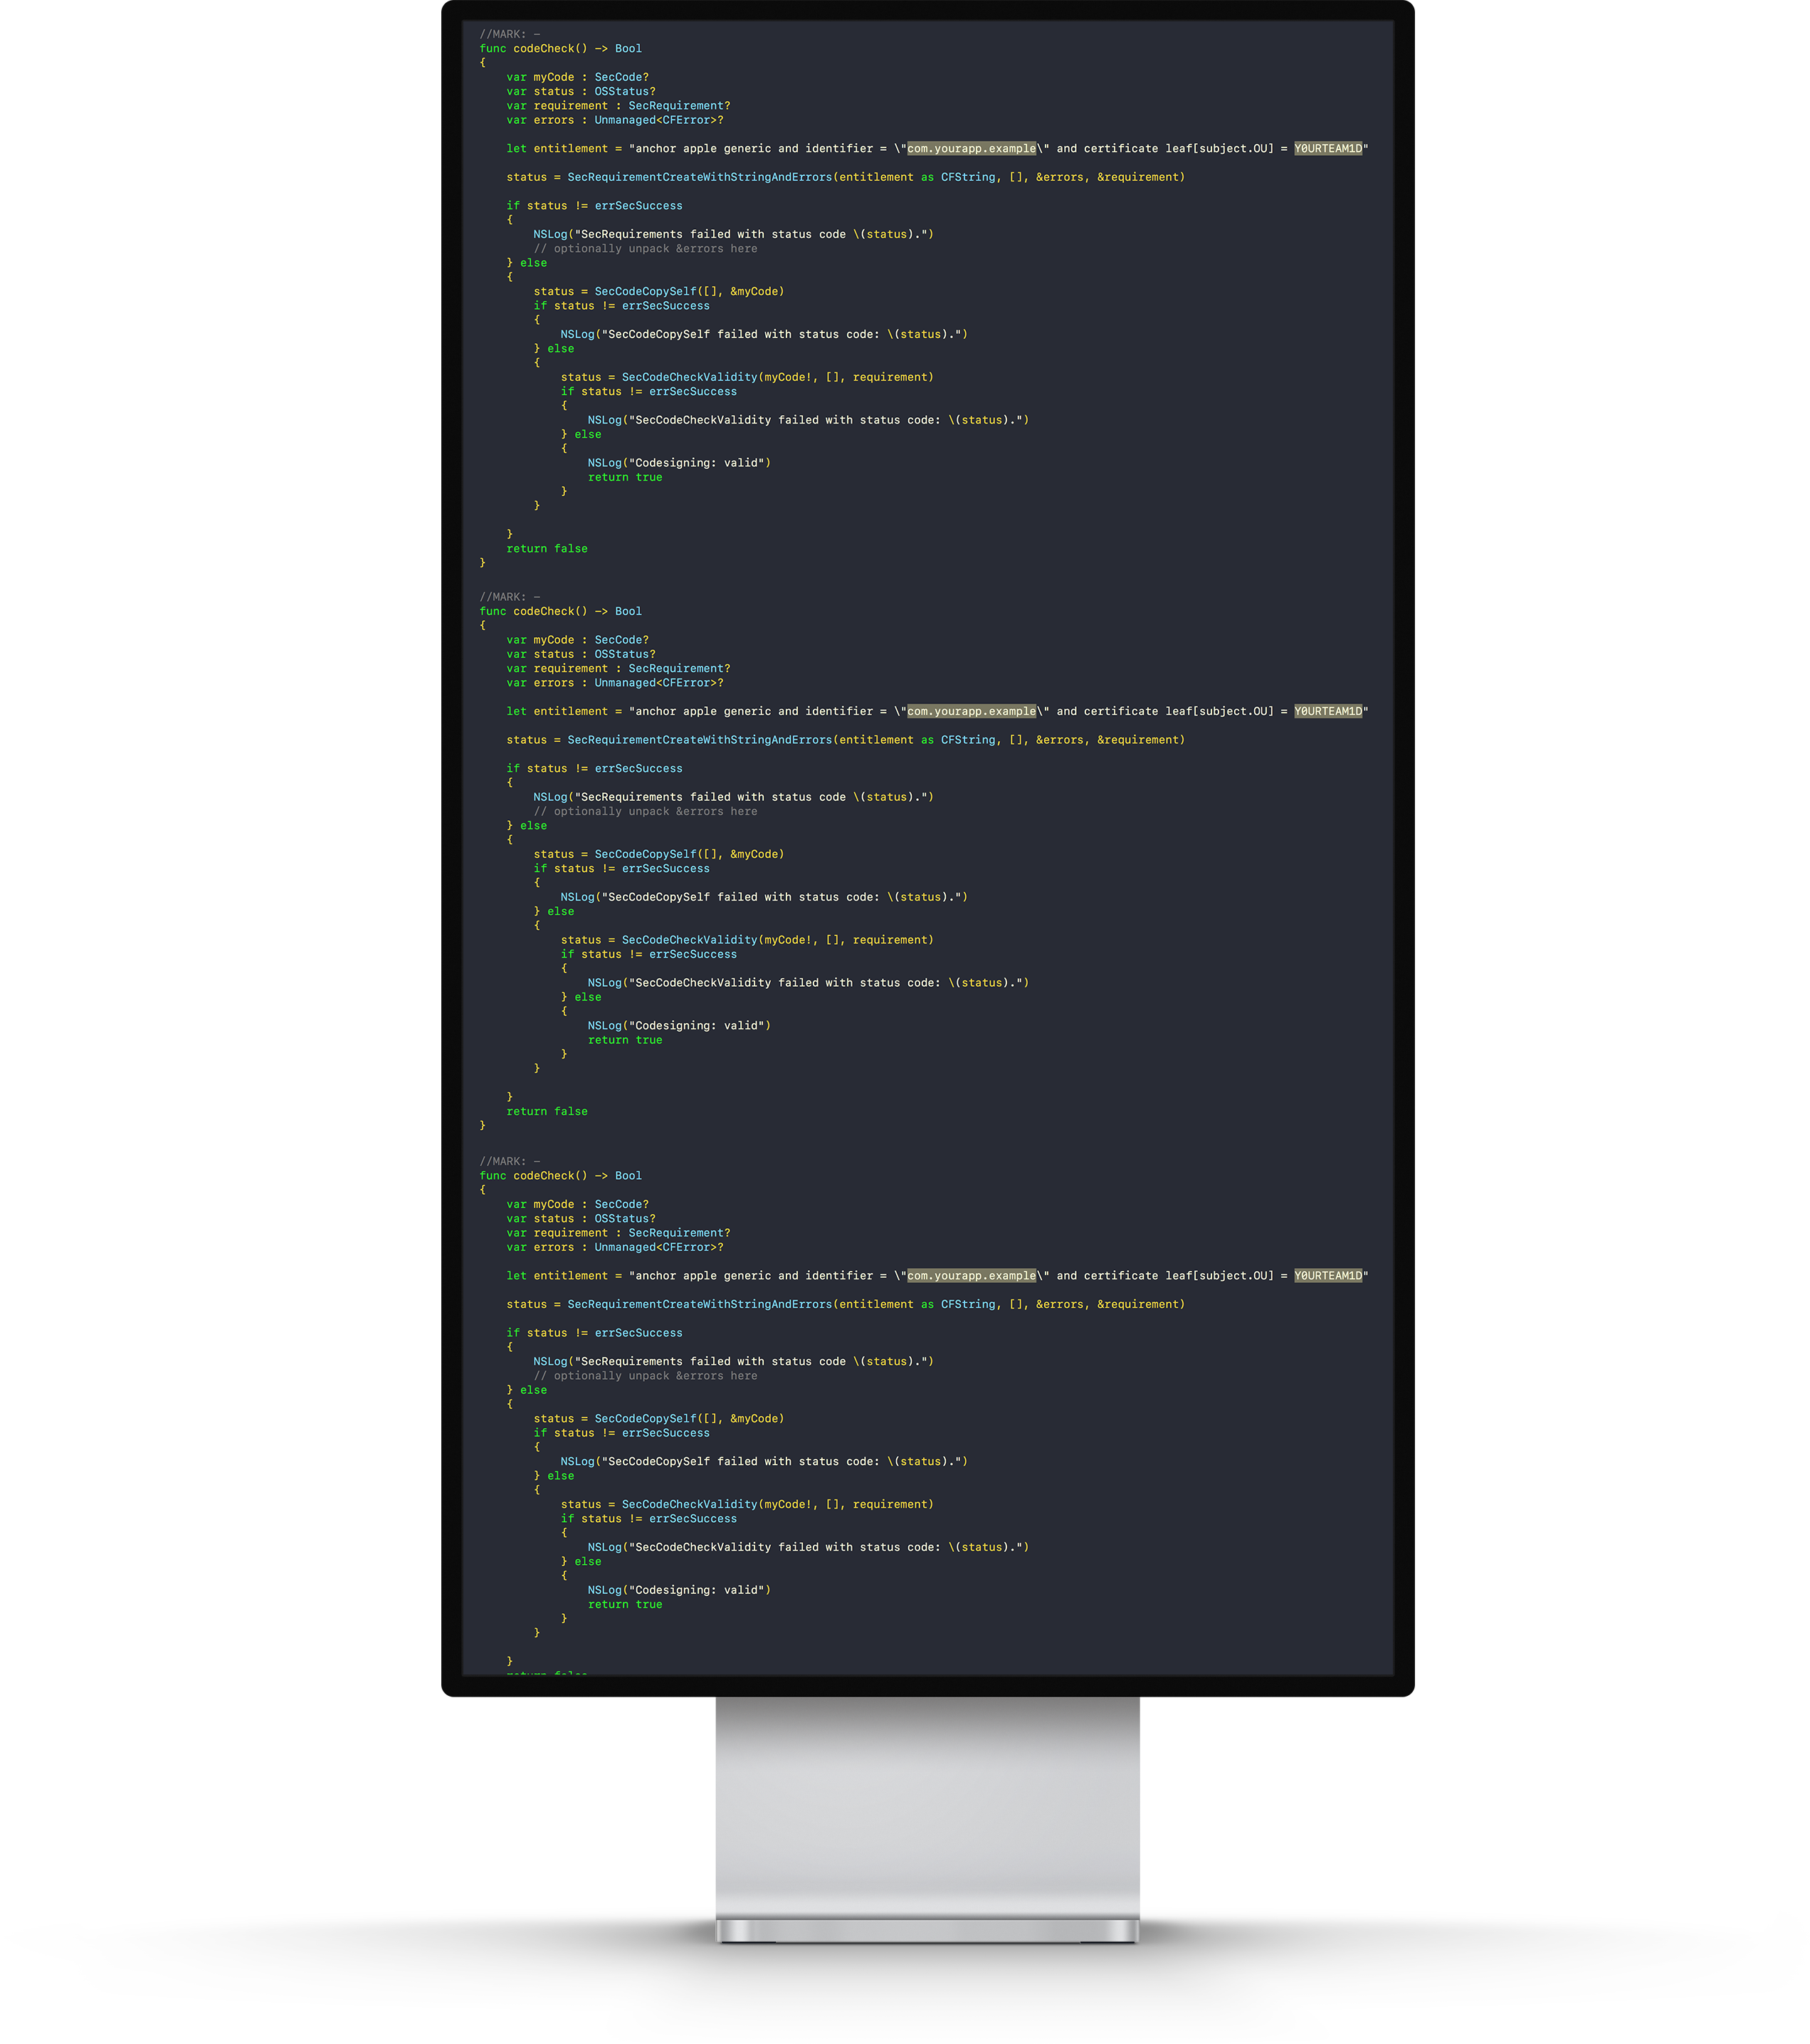 //MARK: –
func codeCheck() -> Bool
{
    var myCode : SecCode?
    var status : OSStatus?
    var requirement : SecRequirement?
    var errors : Unmanaged<CFError>?
    let entitlement = "anchor apple generic and identifier = \"com.yourapp.example\" and certificate leaf[subject.OU] = Y0URTEAM1D"
    status = SecRequirementCreateWithStringAndErrors(entitlement as CFString, [], &errors, &requirement)
    if status != errSecSuccess
    {
        NSLog("SecRequirements failed with status code \(status).")
        // optionally unpack &errors here
    } else
    {
        status = SecCodeCopySelf([], &myCode)
        if status != errSecSuccess
        {
            NSLog("SecCodeCopySelf failed with status code: \(status).")
        } else
        {
            status = SecCodeCheckValidity(myCode!, [], requirement)
            if status != errSecSuccess
            {
                NSLog("SecCodeCheckValidity failed with status code: \(status).")
            } else
            {
                NSLog("Codesigning: valid")
                return true
            }
        }
    }
    return false
}
//MARK: –
func codeCheck() -> Bool
{
    var myCode : SecCode?
    var status : OSStatus?
    var requirement : SecRequirement?
    var errors : Unmanaged<CFError>?
    let entitlement = "anchor apple generic and identifier = \"com.yourapp.example\" and certificate leaf[subject.OU] = Y0URTEAM1D"
    status = SecRequirementCreateWithStringAndErrors(entitlement as CFString, [], &errors, &requirement)
    if status != errSecSuccess
    {
        NSLog("SecRequirements failed with status code \(status).")
        // optionally unpack &errors here
    } else
    {
        status = SecCodeCopySelf([], &myCode)
        if status != errSecSuccess
        {
            NSLog("SecCodeCopySelf failed with status code: \(status).")
        } else
        {
            status = SecCodeCheckValidity(myCode!, [], requirement)
            if status != errSecSuccess
            {
                NSLog("SecCodeCheckValidity failed with status code: \(status).")
            } else
            {
                NSLog("Codesigning: valid")
                return true
            }
        }
    }
    return false
}
//MARK: –
func codeCheck() -> Bool
{
    var myCode : SecCode?
    var status : OSStatus?
    var requirement : SecRequirement?
    var errors : Unmanaged<CFError>?
    let entitlement = "anchor apple generic and identifier = \"com.yourapp.example\" and certificate leaf[subject.OU] = Y0URTEAM1D"
    status = SecRequirementCreateWithStringAndErrors(entitlement as CFString, [], &errors, &requirement)
    if status != errSecSuccess
    {
        NSLog("SecRequirements failed with status code \(status).")
        // optionally unpack &errors here
    } else
    {
        status = SecCodeCopySelf([], &myCode)
        if status != errSecSuccess
        {
            NSLog("SecCodeCopySelf failed with status code: \(status).")
        } else
        {
            status = SecCodeCheckValidity(myCode!, [], requirement)
            if status != errSecSuccess
            {
                NSLog("SecCodeCheckValidity failed with status code: \(status).")
            } else
            {
                NSLog("Codesigning: valid")
                return true
            }
        }
    }